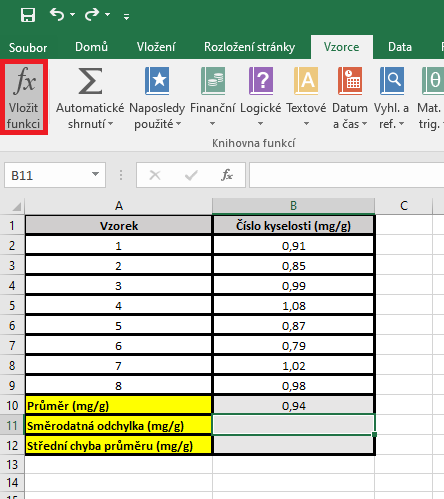 Soubor Domů Vložení Rozložení stránky Vzorce Data
fx Σ ? A θ
Vložit funkci Automatické shrnutí Naposledy použité Finanční Logické Textové Datum a čas Vyhl. a ref. Mat. trig.
Knihovna funkcí
B11 fx
A B C
1 Vzorek Číslo kyselosti (mg/g)
2 1 0,91
3 2 0,85
4 3 0,99
5 4 1,08
6 5 0,87
7 6 0,79
8 7 1,02
9 8 0,98
10 Průměr (mg/g) 0,94
11 Směrodatná odchylka (mg/g)
12 Střední chyba průměru (mg/g)
13
14
15